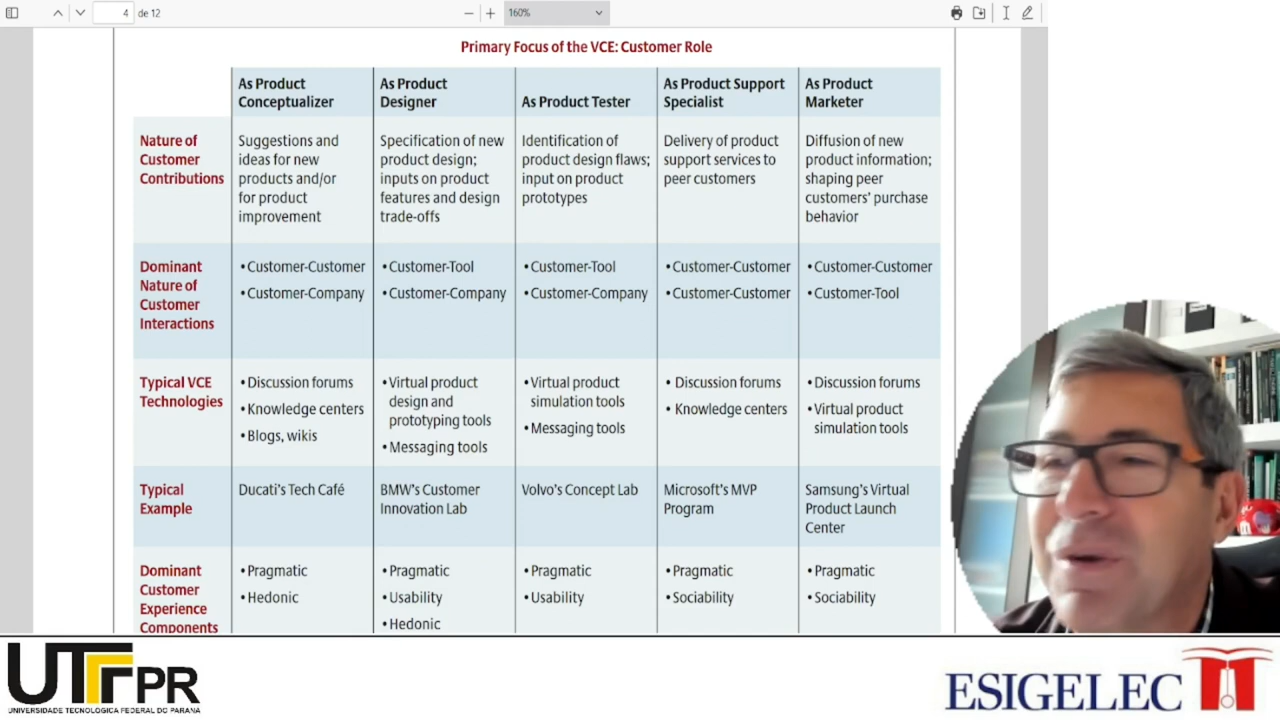 4 de 12
160%
Primary Focus of the VCE: Customer Role
As Product Conceptualizer
As Product Designer
As Product Tester
As Product Support Specialist
As Product Marketer
Nature of Customer Contributions
Suggestions and ideas for new products and/or for product improvement
Specification of new product design; inputs on product features and design trade-offs
Identification of product design flaws; input on product prototypes
Delivery of product support services to peer customers
Diffusion of new product information; shaping peer customers' purchase behavior
Dominant Nature of Customer Interactions
• Customer-Customer
• Customer-Company
• Customer-Tool
• Customer-Company
• Customer-Tool
• Customer-Company
• Customer-Customer
• Customer-Customer
• Customer-Customer
• Customer-Tool
Typical VCE Technologies
• Discussion forums
• Knowledge centers
• Blogs, wikis
• Virtual product design and prototyping tools
• Messaging tools
• Virtual product simulation tools
• Messaging tools
• Discussion forums
• Knowledge centers
• Discussion forums
• Virtual product simulation tools
Typical Example
Ducati's Tech Café
BMW's Customer Innovation Lab
Volvo's Concept Lab
Microsoft's MVP Program
Samsung's Virtual Product Launch Center
Dominant Customer Experience Components
• Pragmatic
• Hedonic
• Pragmatic
• Usability
• Hedonic
• Pragmatic
• Usability
• Pragmatic
• Sociability
• Pragmatic
• Sociability
UTFPR
UNIVERSIDADE TECNOLÓGICA FEDERAL DO PARANÁ
ESIGELEC